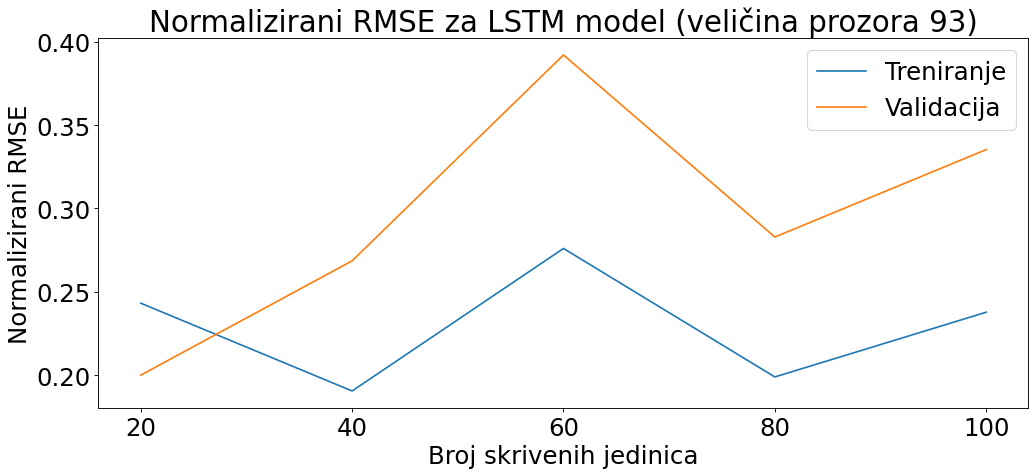 Normalizirani RMSE za LSTM model (veličina prozora 93)
Normalizirani RMSE
0.40
0.35
0.30
0.25
0.20
Treniranje
Validacija
20 40 60 80 100
Broj skrivenih jedinica